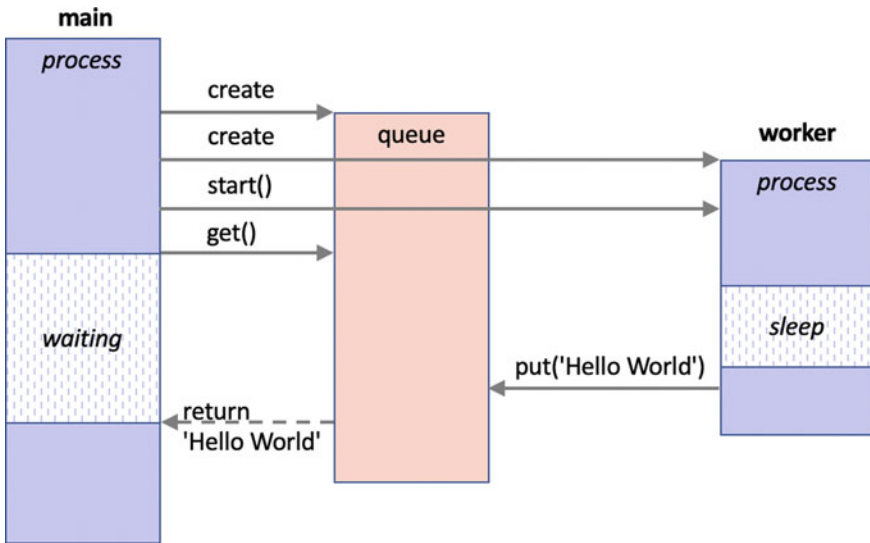 main
process
create
queue
create
worker
start()
process
get()
waiting
sleep
put('Hello World')
return
'Hello World'